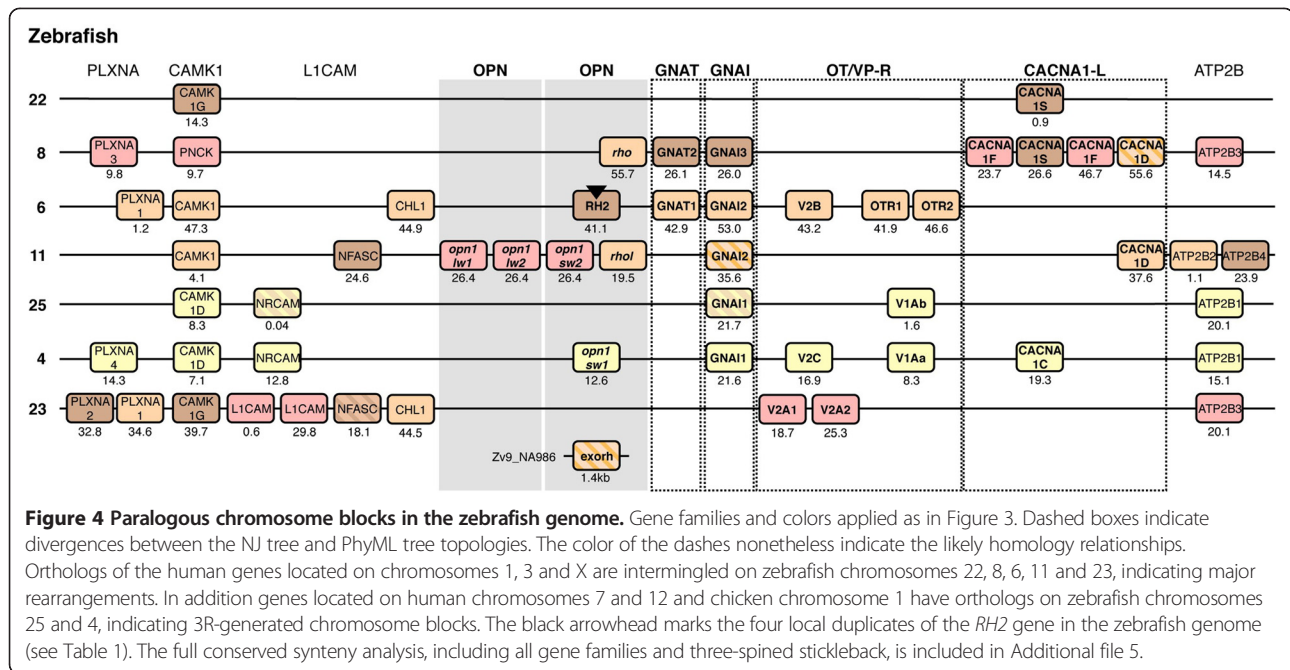 Zebrafish
PLXNA CAMK1 L1CAM OPN OPN GNAT GNAI OT/VP-R CACNA1-L ATP2B
22 CAMK 1G CACNA 1S
14.3 0.9
8 PLXNA 3 PNCK rho GNAT2 GNAI3 CACNA 1F CACNA 1S CACNA 1F CACNA 1D ATP2B3
9.8 9.7 55.7 26.1 26.0 23.7 26.6 46.7 55.6 14.5
6 PLXNA 1 CAMK1 CHL1 RH2 GNAT1 GNAI2 V2B OTR1 OTR2
1.2 47.3 44.9 41.1 42.9 53.0 43.2 41.9 46.6
11 CAMK1 NFASC opn1 lw1 opn1 lw2 opn1 sw2 rhol GNAI2 CACNA 1D ATP2B2 ATP2B4
4.1 24.6 26.4 26.4 26.4 19.5 35.6 37.6 1.1 23.9
25 CAMK 1D NRCAM GNAI1 V1Ab ATP2B1
8.3 0.04 21.7 1.6 20.1
4 PLXNA 4 CAMK 1D NRCAM opn1 sw1 GNAI1 V2C V1Aa CACNA 1C ATP2B1
14.3 7.1 12.8 12.6 21.6 16.9 8.3 19.3 15.1
23 PLXNA 2 PLXNA 1 CAMK 1G L1CAM L1CAM NFASC CHL1 V2A1 V2A2 ATP2B3
32.8 34.6 39.7 0.6 29.8 18.1 44.5 18.7 25.3 20.1
Zv9_NA986 exorh
1.4kb
Figure 4 Paralogous chromosome blocks in the zebrafish genome. Gene families and colors applied as in Figure 3. Dashed boxes indicate
divergences between the NJ tree and PhyML tree topologies. The color of the dashes nonetheless indicate the likely homology relationships.
Orthologs of the human genes located on chromosomes 1, 3 and X are intermingled on zebrafish chromosomes 22, 8, 6, 11 and 23, indicating major
rearrangements. In addition genes located on human chromosomes 7 and 12 and chicken chromosome 1 have orthologs on zebrafish chromosomes
25 and 4, indicating 3R-generated chromosome blocks. The black arrowhead marks the four local duplicates of the RH2 gene in the zebrafish genome
(see Table 1). The full conserved synteny analysis, including all gene families and three-spined stickleback, is included in Additional file 5.